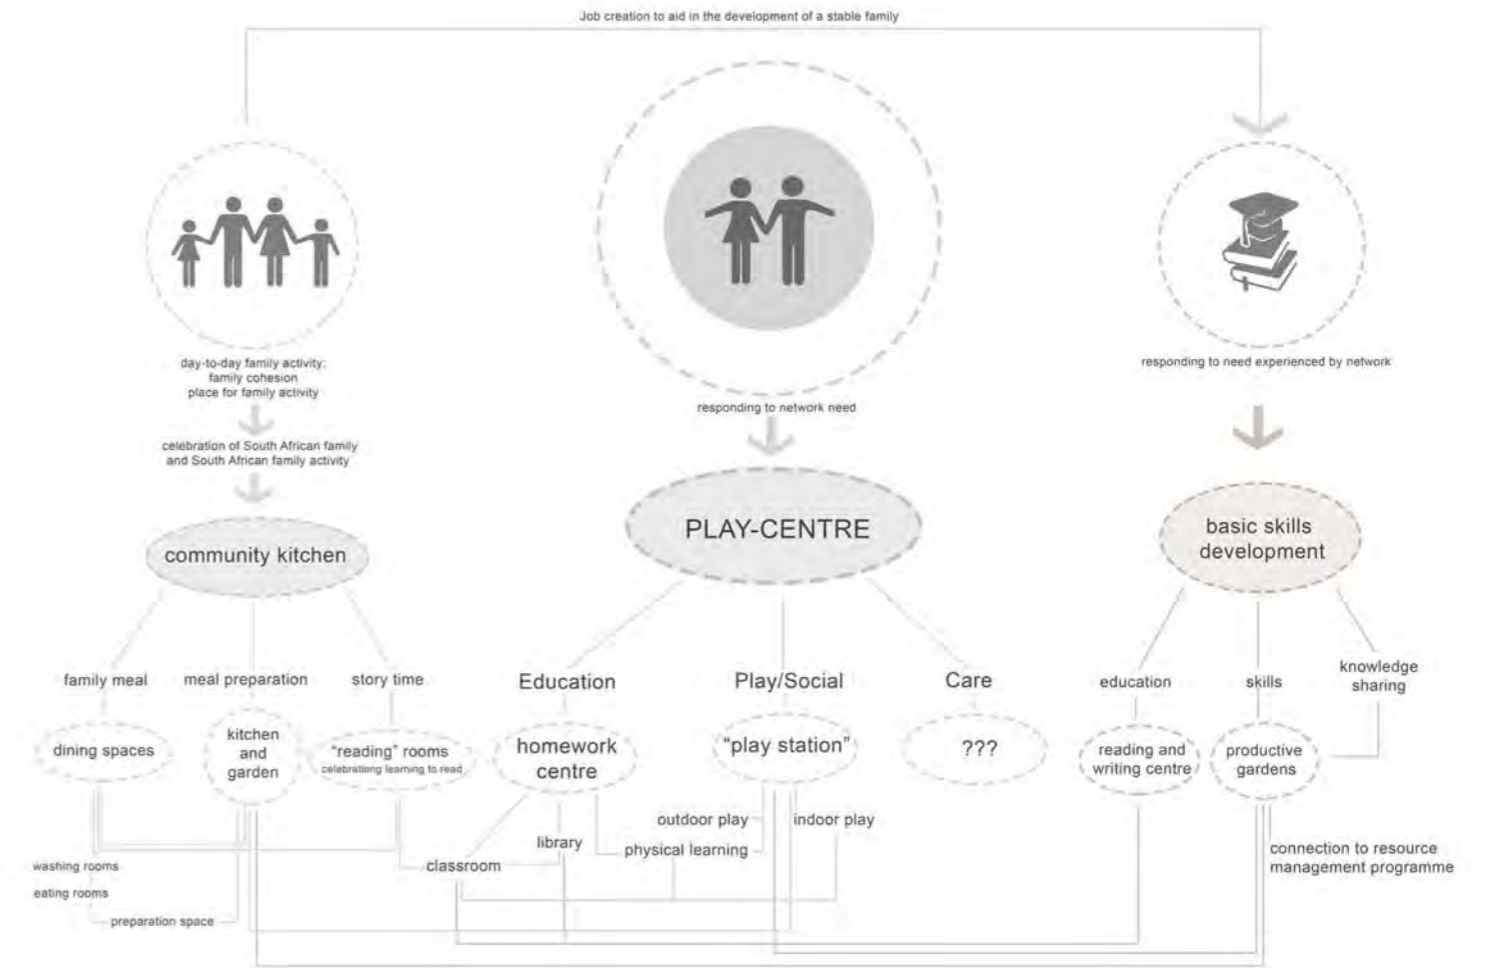 Job creation to aid in the development of a stable family
day-to-day family activity:
family cohesion
place for family activity
responding to network need
responding to need experienced by network
celebration of South African family
and South African family activity
community kitchen
PLAY-CENTRE
basic skills
development
family meal
meal preparation
story time
Education
Play/Social
Care
education
skills
knowledge
sharing
dining spaces
kitchen
and
garden
"reading" rooms
celebrationg learning to read
homework
centre
"play station"
???
reading and
writing centre
productive
gardens
outdoor play
indoor play
library
physical learning
classroom
washing rooms
eating rooms
preparation space
connection to resource
management programme